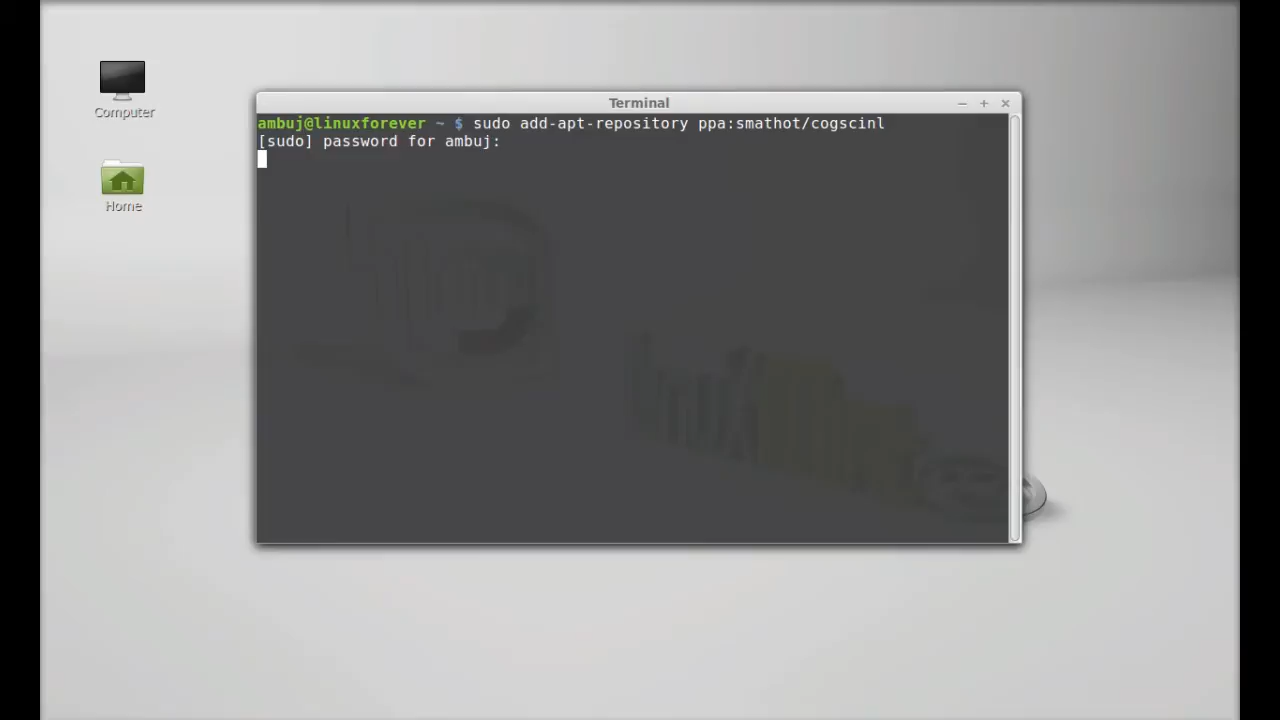 Computer
Home
Terminal
ambuj@linuxforever ~ $ sudo add-apt-repository ppa:smathot/cogscinl
[sudo] password for ambuj: